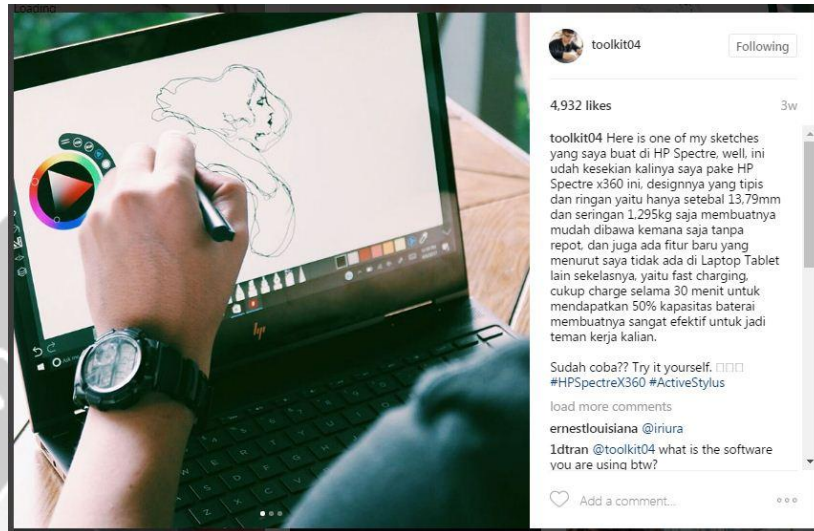 Loading
toolkit04
Following
4,932 likes
3w
toolkit04 Here is one of my sketches
yang saya buat di HP Spectre, well, ini
udah kesekian kalinya saya pake HP
Spectre x360 ini, designnya yang tipis
dan ringan yaitu hanya setebal 13,79mm
dan seringan 1,295kg saja membuatnya
mudah dibawa kemana saja tanpa
repot, dan juga ada fitur baru yang
menurut saya tidak ada di Laptop Tablet
lain sekelasnya, yaitu fast charging,
cukup charge selama 30 menit untuk
mendapatkan 50% kapasitas baterai
membuatnya sangat efektif untuk jadi
teman kerja kalian.
Sudah coba?? Try it yourself. □□□
#HPSpectreX360 #ActiveStylus
load more comments
ernestlouisiana @iriura
1dtran @toolkit04 what is the software
you are using btw?
Add a comment...
hp